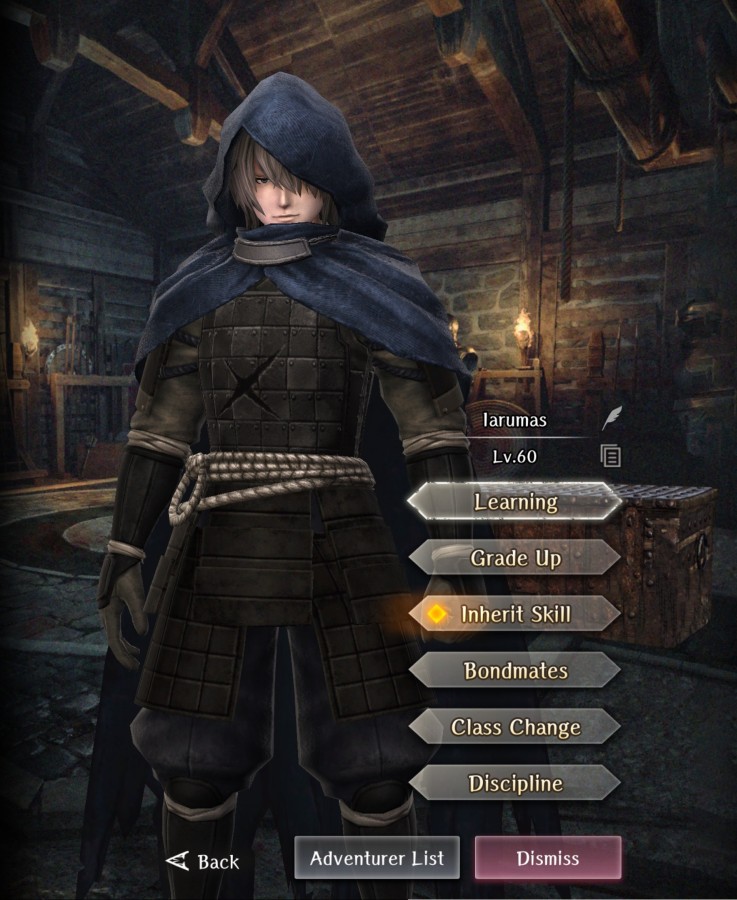 Iarumas
Lv.60
Learning
Grade Up
Inherit Skill
Bondmates
Class Change
Discipline
Back
Adventurer List
Dismiss